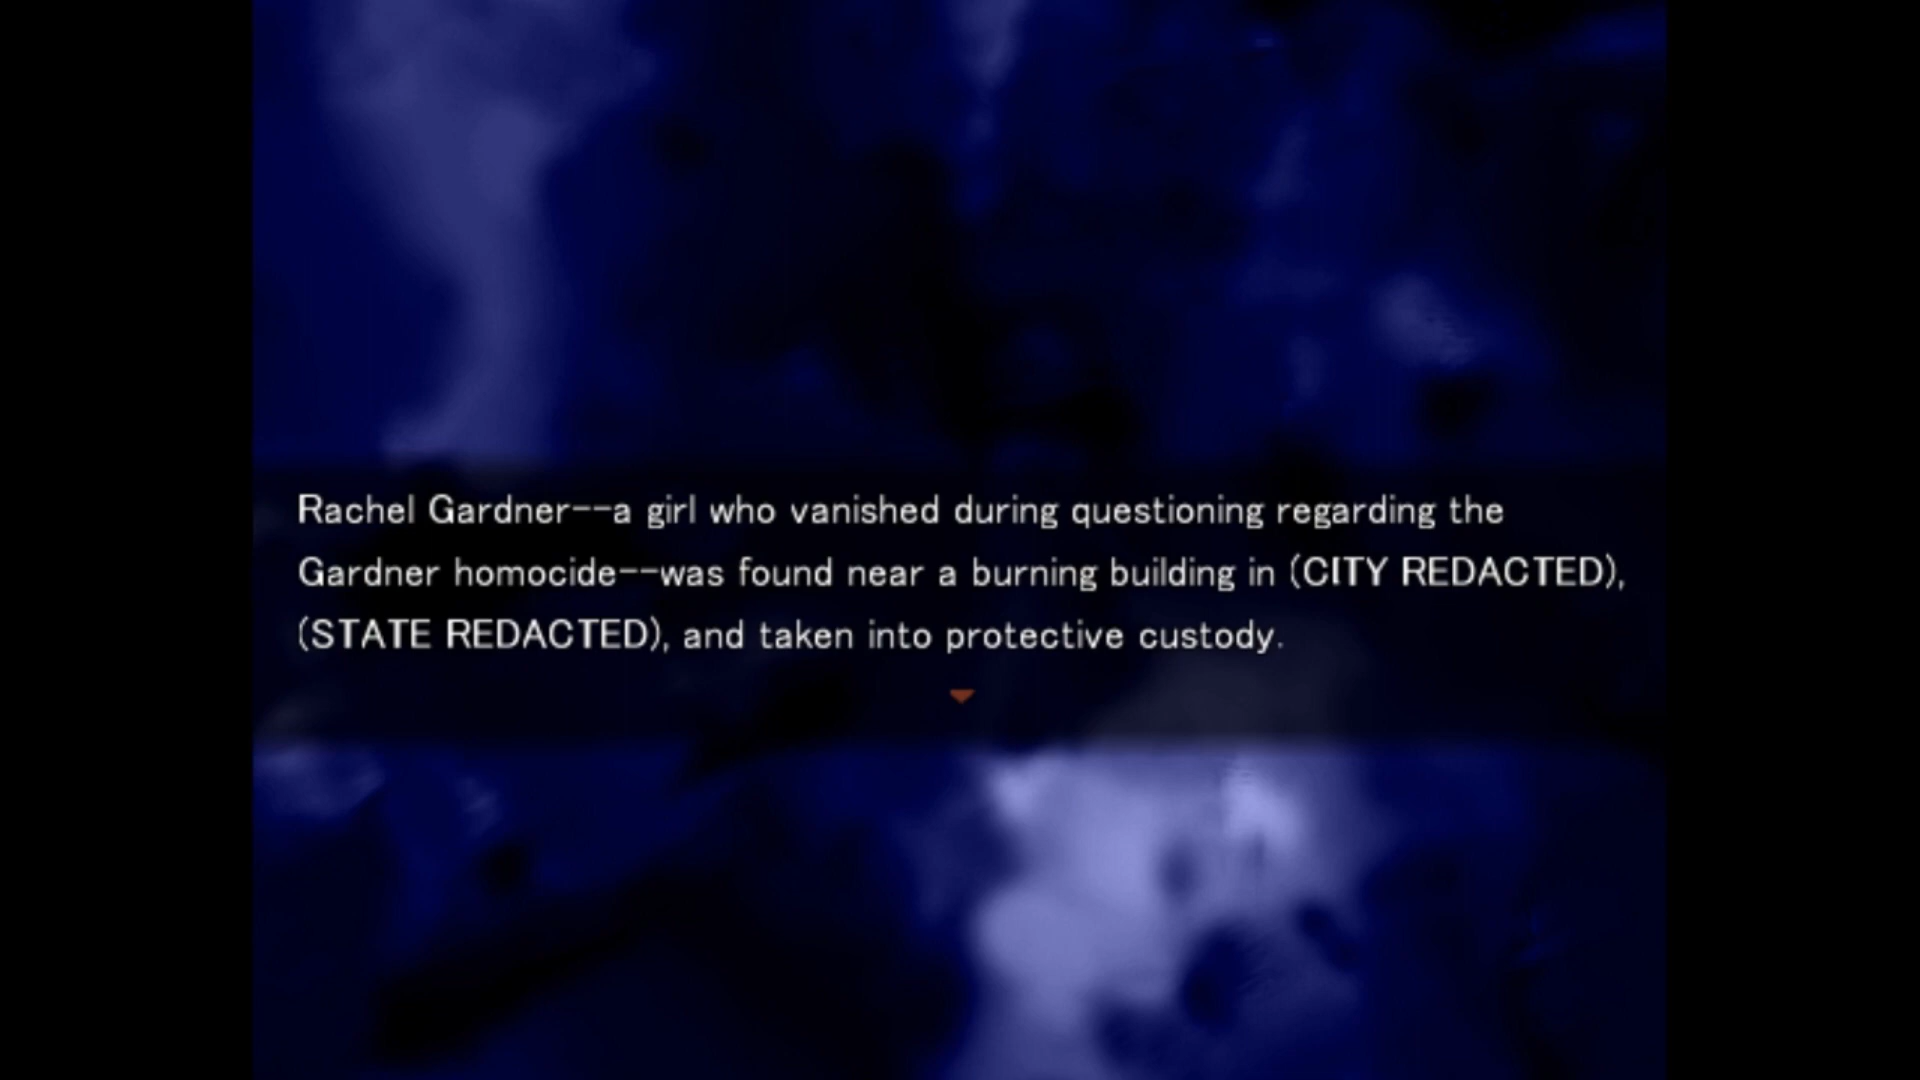 Rachel Gardner--a girl who vanished during questioning regarding the
Gardner homocide--was found near a burning building in (CITY REDACTED),
(STATE REDACTED), and taken into protective custody.